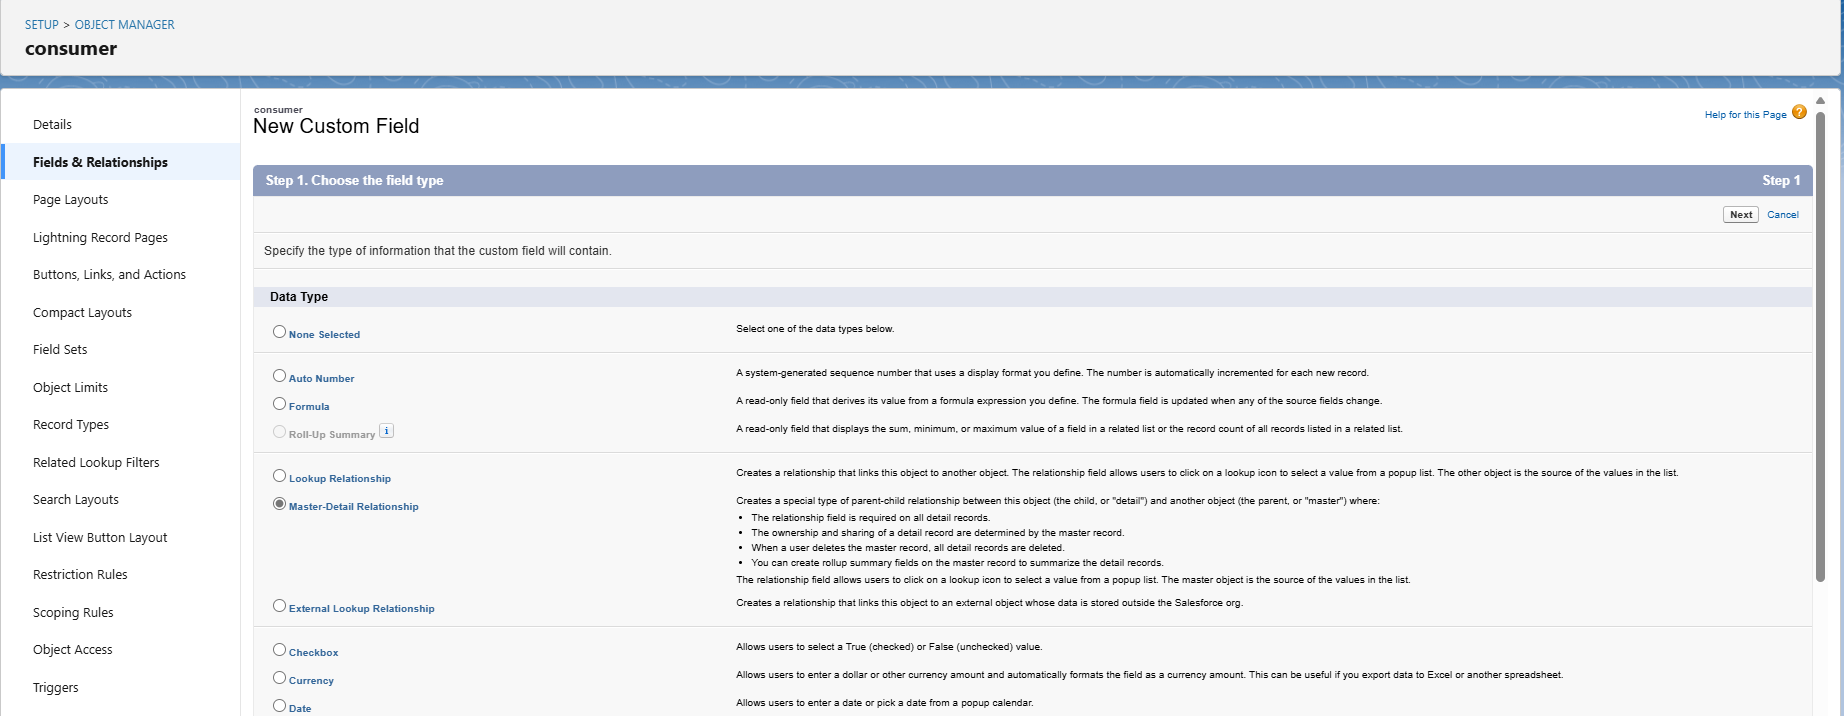 SETUP > OBJECT MANAGER
consumer
Details
Fields & Relationships
Page Layouts
Lightning Record Pages
Buttons, Links, and Actions
Compact Layouts
Field Sets
Object Limits
Record Types
Related Lookup Filters
Search Layouts
List View Button Layout
Restriction Rules
Scoping Rules
Object Access
Triggers
consumer
New Custom Field
Help for this Page ?
Step 1. Choose the field type Step 1
Next Cancel
Specify the type of information that the custom field will contain.
Data Type
None Selected Select one of the data types below.
Auto Number A system-generated sequence number that uses a display format you define. The number is automatically incremented for each new record.
Formula A read-only field that derives its value from a formula expression you define. The formula field is updated when any of the source fields change.
Roll-Up Summary i A read-only field that displays the sum, minimum, or maximum value of a field in a related list or the record count of all records listed in a related list.
Lookup Relationship Creates a relationship that links this object to another object. The relationship field allows users to click on a lookup icon to select a value from a popup list. The other object is the source of the values in the list.
Master-Detail Relationship Creates a special type of parent-child relationship between this object (the child, or "detail") and another object (the parent, or "master") where:
• The relationship field is required on all detail records.
• The ownership and sharing of a detail record are determined by the master record.
• When a user deletes the master record, all detail records are deleted.
• You can create rollup summary fields on the master record to summarize the detail records.
The relationship field allows users to click on a lookup icon to select a value from a popup list. The master object is the source of the values in the list.
External Lookup Relationship Creates a relationship that links this object to an external object whose data is stored outside the Salesforce org.
Checkbox Allows users to select a True (checked) or False (unchecked) value.
Currency Allows users to enter a dollar or other currency amount and automatically formats the field as a currency amount. This can be useful if you export data to Excel or another spreadsheet.
Date Allows users to enter a date or pick a date from a popup calendar.